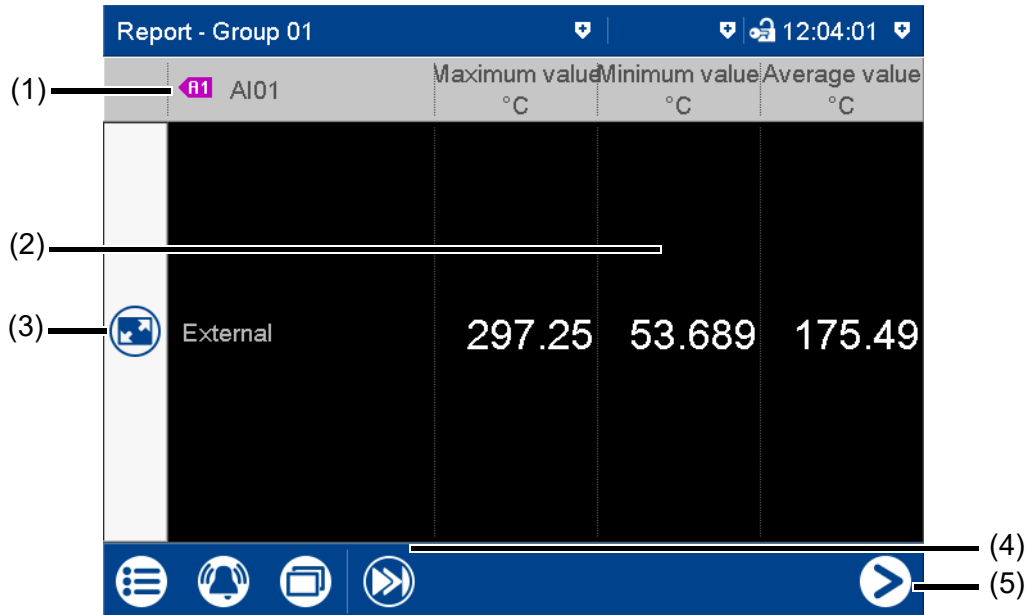 Report - Group 01
12:04:01
(1)
A1 AI01
Maximum value Minimum value Average value
°C °C °C
(2)
(3)
External 297.25 53.689 175.49
(4)
(5)